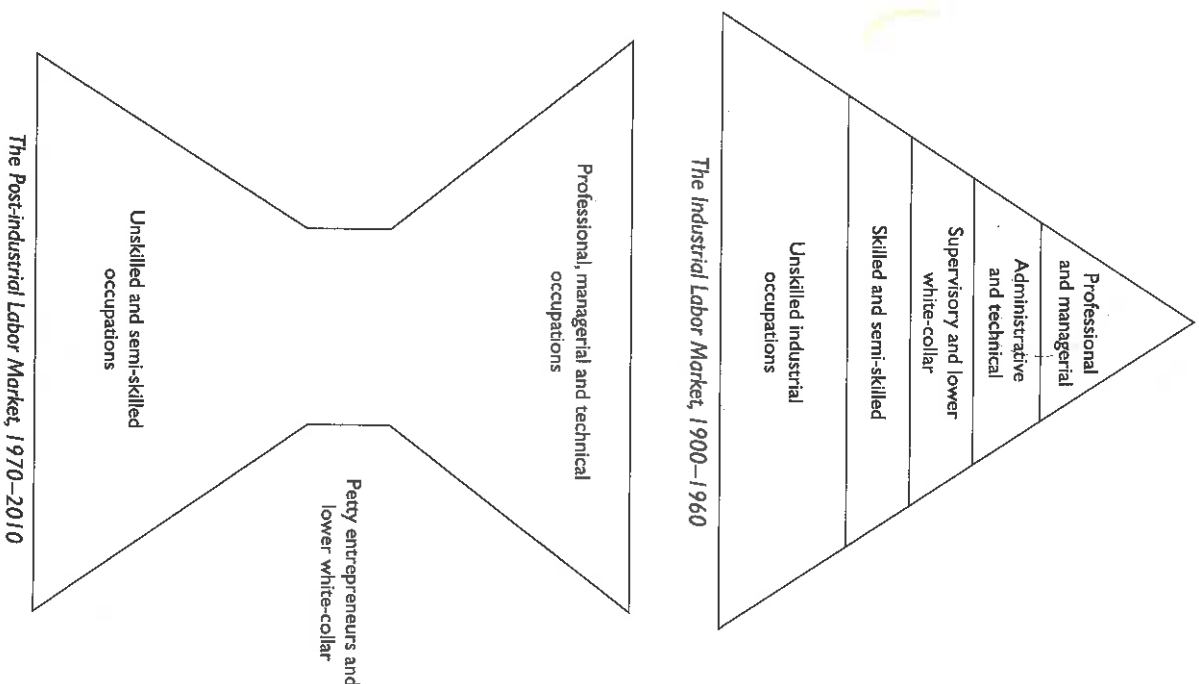 Professional
and managerial
Administrative
and technical
Supervisory and lower
white-collar
Skilled and semi-skilled
Unskilled industrial
occupations
The Industrial Labor Market, 1900–1960
Professional, managerial and technical
occupations
Petty entrepreneurs and
lower white-collar
Unskilled and semi-skilled
occupations
The Post-industrial Labor Market, 1970–2010